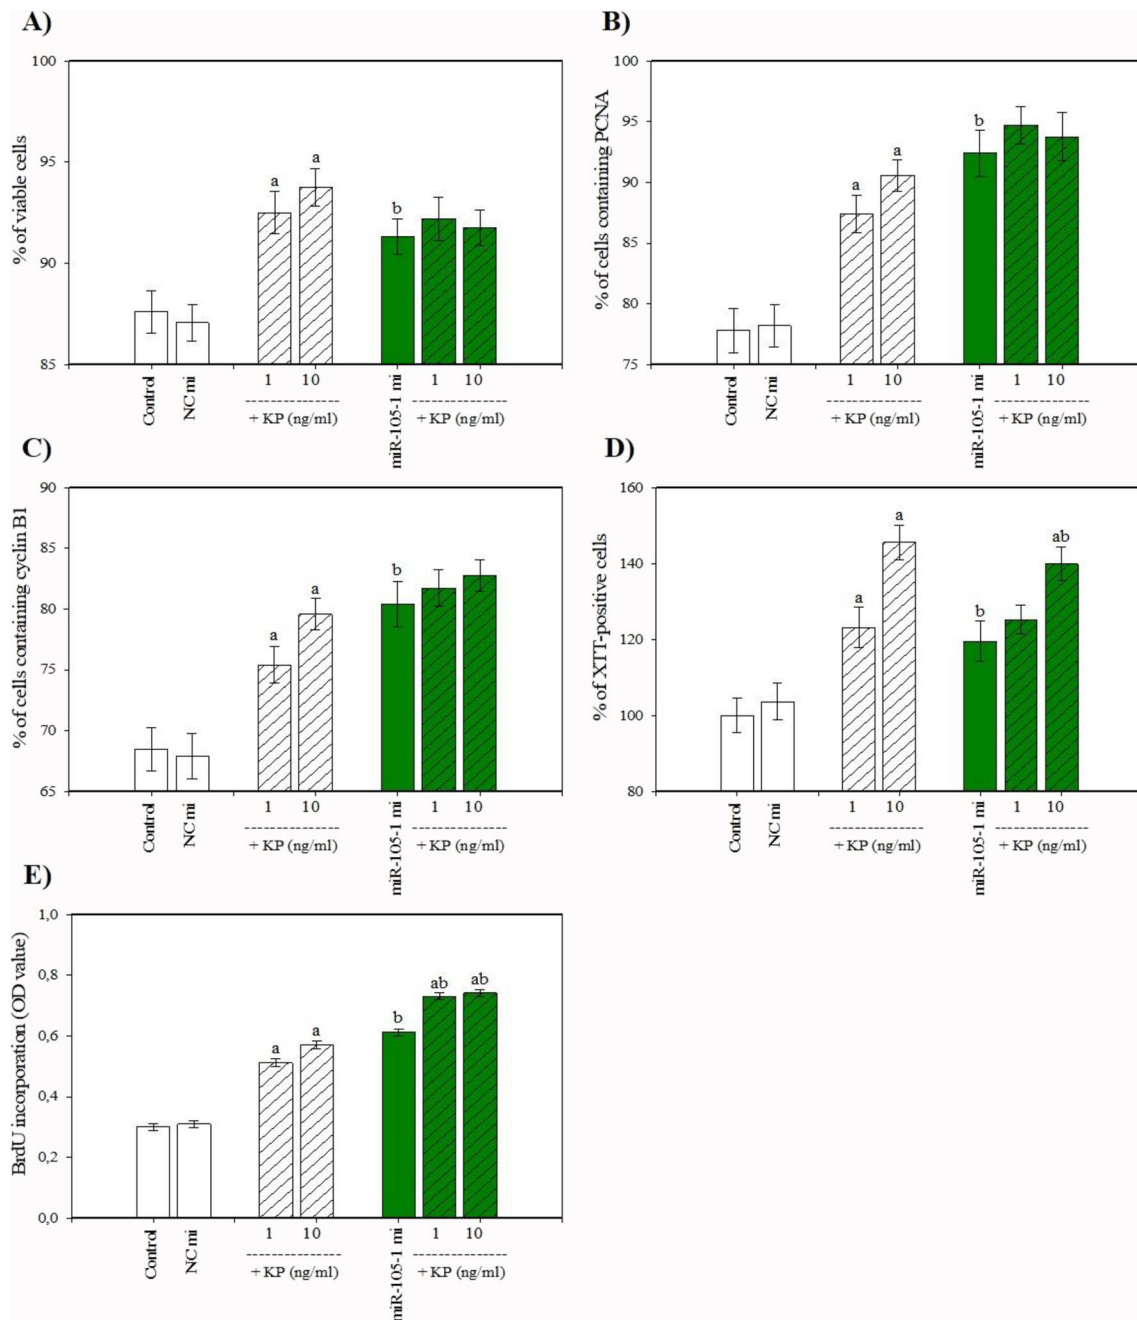 A)
% of viable cells
100
95
90
85
a
a
b
Control
NC mi
1
10
+ KP (ng/ml)
miR-105-1 mi
1
10
+ KP (ng/ml)
B)
% of cells containing PCNA
100
95
90
85
80
75
a
a
b
Control
NC mi
1
10
+ KP (ng/ml)
miR-105-1 mi
1
10
+ KP (ng/ml)
C)
% of cells containing cyclin B1
90
85
80
75
70
65
a
a
b
Control
NC mi
1
10
+ KP (ng/ml)
miR-105-1 mi
1
10
+ KP (ng/ml)
D)
% of XTT-positive cells
160
140
120
100
80
a
a
b
ab
Control
NC mi
1
10
+ KP (ng/ml)
miR-105-1 mi
1
10
+ KP (ng/ml)
E)
BrdU incorporation (OD value)
1,0
0,8
0,6
0,4
0,2
0,0
a
a
b
ab
ab
Control
NC mi
1
10
+ KP (ng/ml)
miR-105-1 mi
1
10
+ KP (ng/ml)